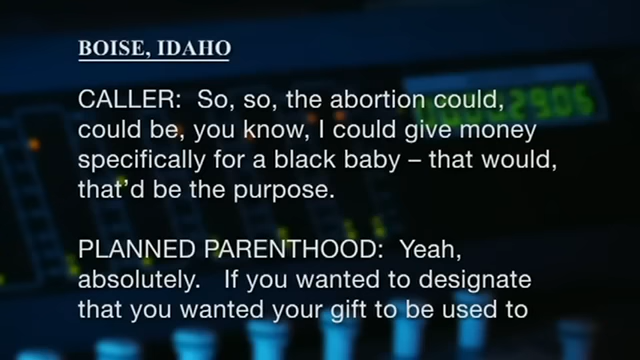 BOISE, IDAHO
CALLER: So, so, the abortion could,
could be, you know, I could give money
specifically for a black baby – that would,
that'd be the purpose.
PLANNED PARENTHOOD: Yeah,
absolutely. If you wanted to designate
that you wanted your gift to be used to